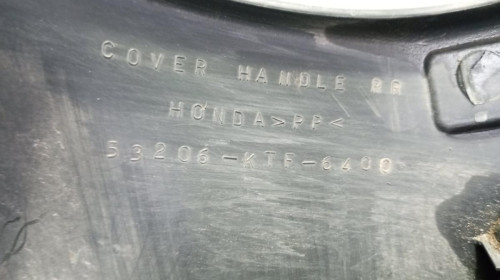 COVER HANDLE RR
HONDA>PP<
53206-KTF-6400